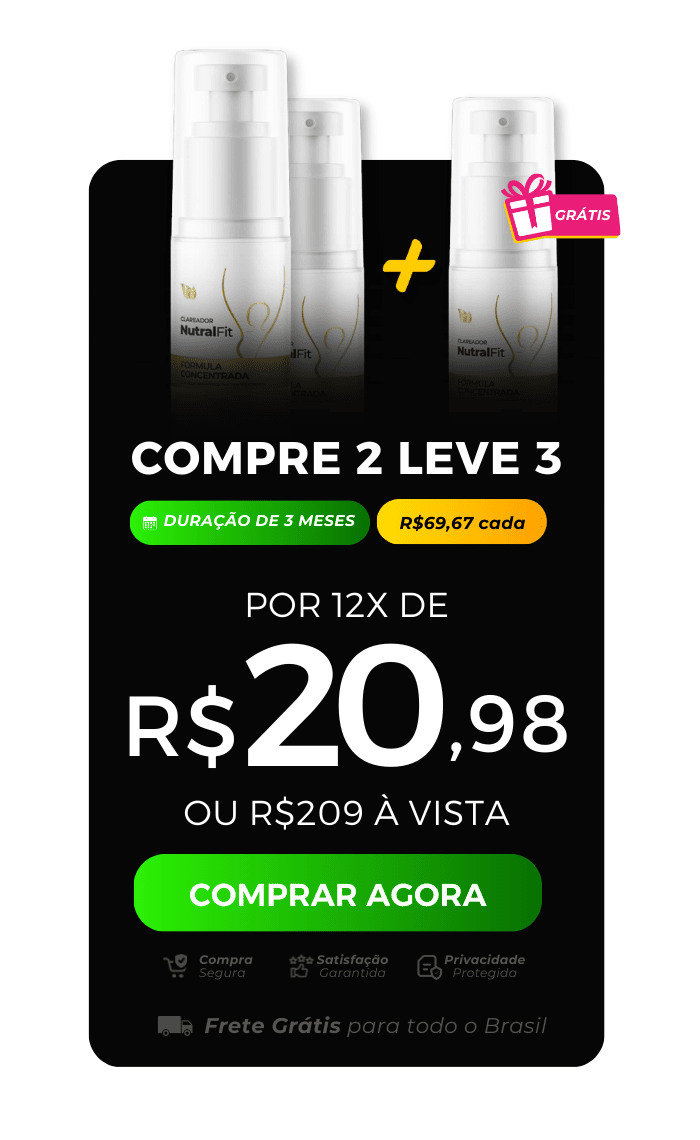 GRÁTIS
CLAREADOR
NutralFit
FÓRMULA
CONCENTRADA
NutralFit
CLAREADOR
NutralFit
FÓRMULA
CONCENTRADA
+
COMPRE 2 LEVE 3
DURAÇÃO DE 3 MESES
R$69,67 cada
POR 12X DE
R$20,98
OU R$209 À VISTA
COMPRAR AGORA
Compra
Segura
Satisfação
Garantida
Privacidade
Protegida
Frete Grátis para todo o Brasil